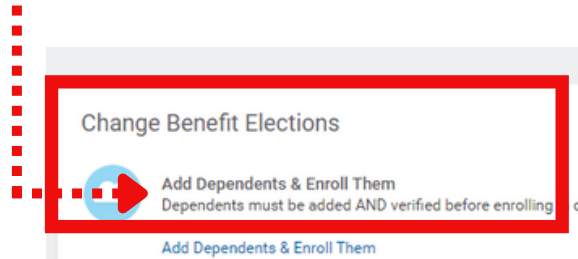 Change Benefit Elections
Add Dependents & Enroll Them
Dependents must be added AND verified before enrolling
Add Dependents & Enroll Them